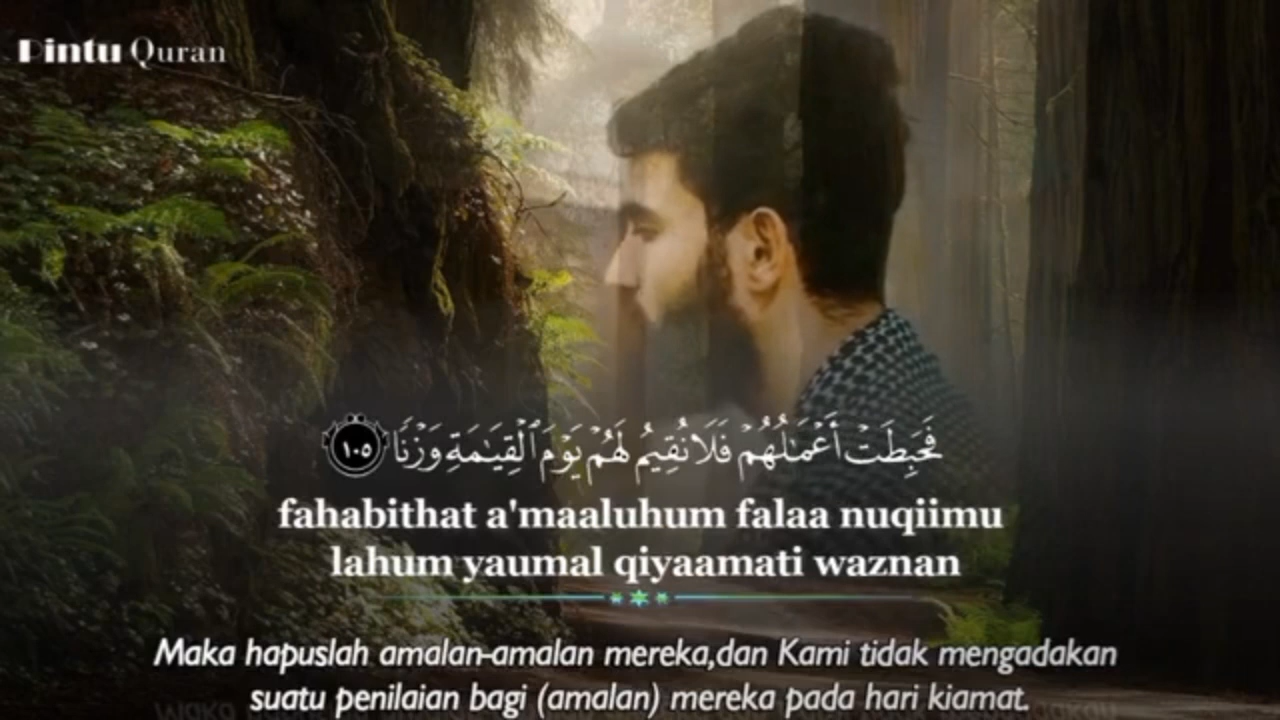 Pintu Quran
فَحَبِطَتْ أَعْمَـٰلُهُمْ فَلَا نُقِيمُ لَهُمْ يَوْمَ ٱلْقِيَـٰمَةِ وَزْنًا ١٠٥
fahabithat a'maaluhum falaa nuqiimu
lahum yaumal qiyaamati waznan
Maka hapuslah amalan-amalan mereka,dan Kami tidak mengadakan
suatu penilaian bagi (amalan) mereka pada hari kiamat.